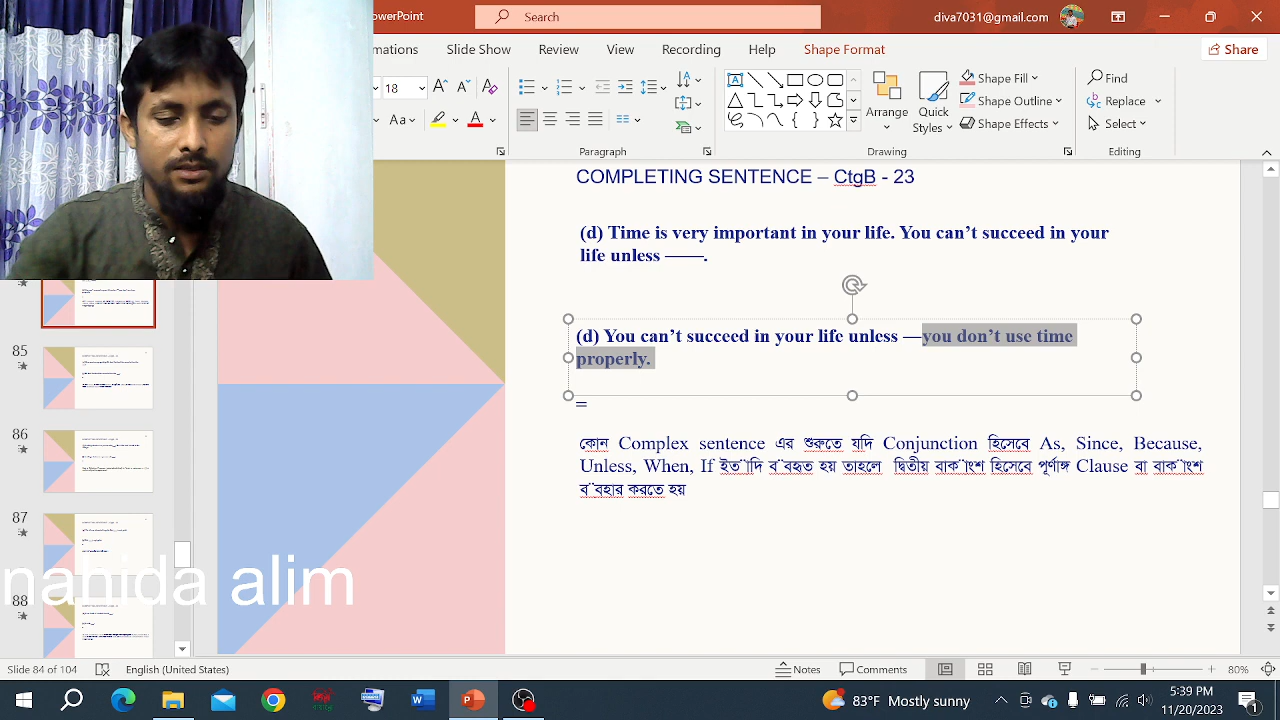 PowerPoint
Search
diva7031@gmail.com
Slide Show
Review
View
Recording
Help
Shape Format
Share
18
Aa
Arrange
Quick
Styles
Shape Fill
Shape Outline
Shape Effects
Find
Replace
Select
Paragraph
Drawing
Editing
COMPLETING SENTENCE – CtgB - 23
(d) Time is very important in your life. You can’t succeed in your
life unless ——.
(d) You can’t succeed in your life unless —you don’t use time
properly.
=
কোন Complex sentence এর শুরুতে যদি Conjunction হিসেবে As, Since, Because,
Unless, When, If ইত¨াদি ব¨বহৃত হয় তাহলে দ্বিতীয় বাক¨াংশ হিসেবে পূর্ণাঙ্গ Clause বা বাক¨াংশ
ব¨বহার করতে হয়
85
86
87
88
nahida alim
Slide 84 of 104
English (United States)
Notes
Comments
80%
83°F Mostly sunny
5:39 PM
11/20/2023